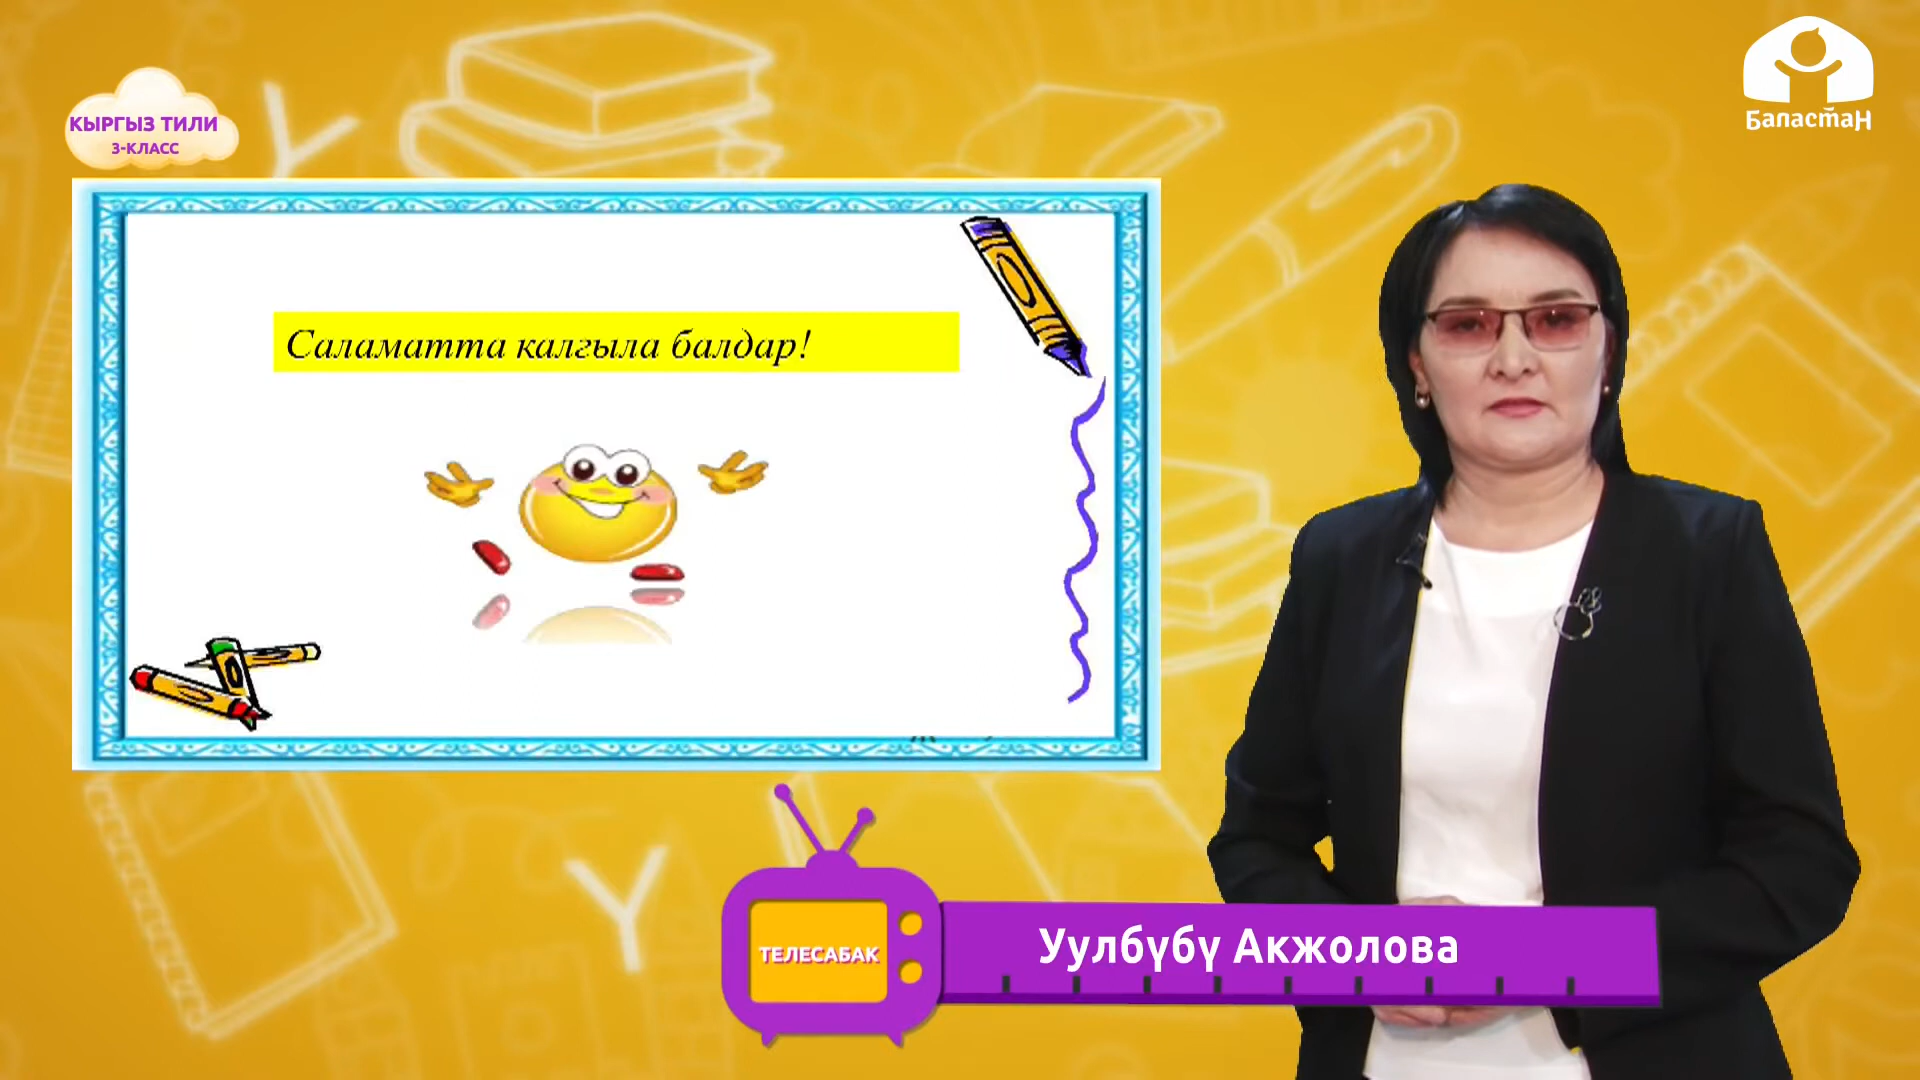 КЫРГЫЗ ТИЛИ
3-КЛАСС
Баластан
Саламатта калгыла балдар!
ТЕЛЕСАБАК
Уулбүбү Акжолова